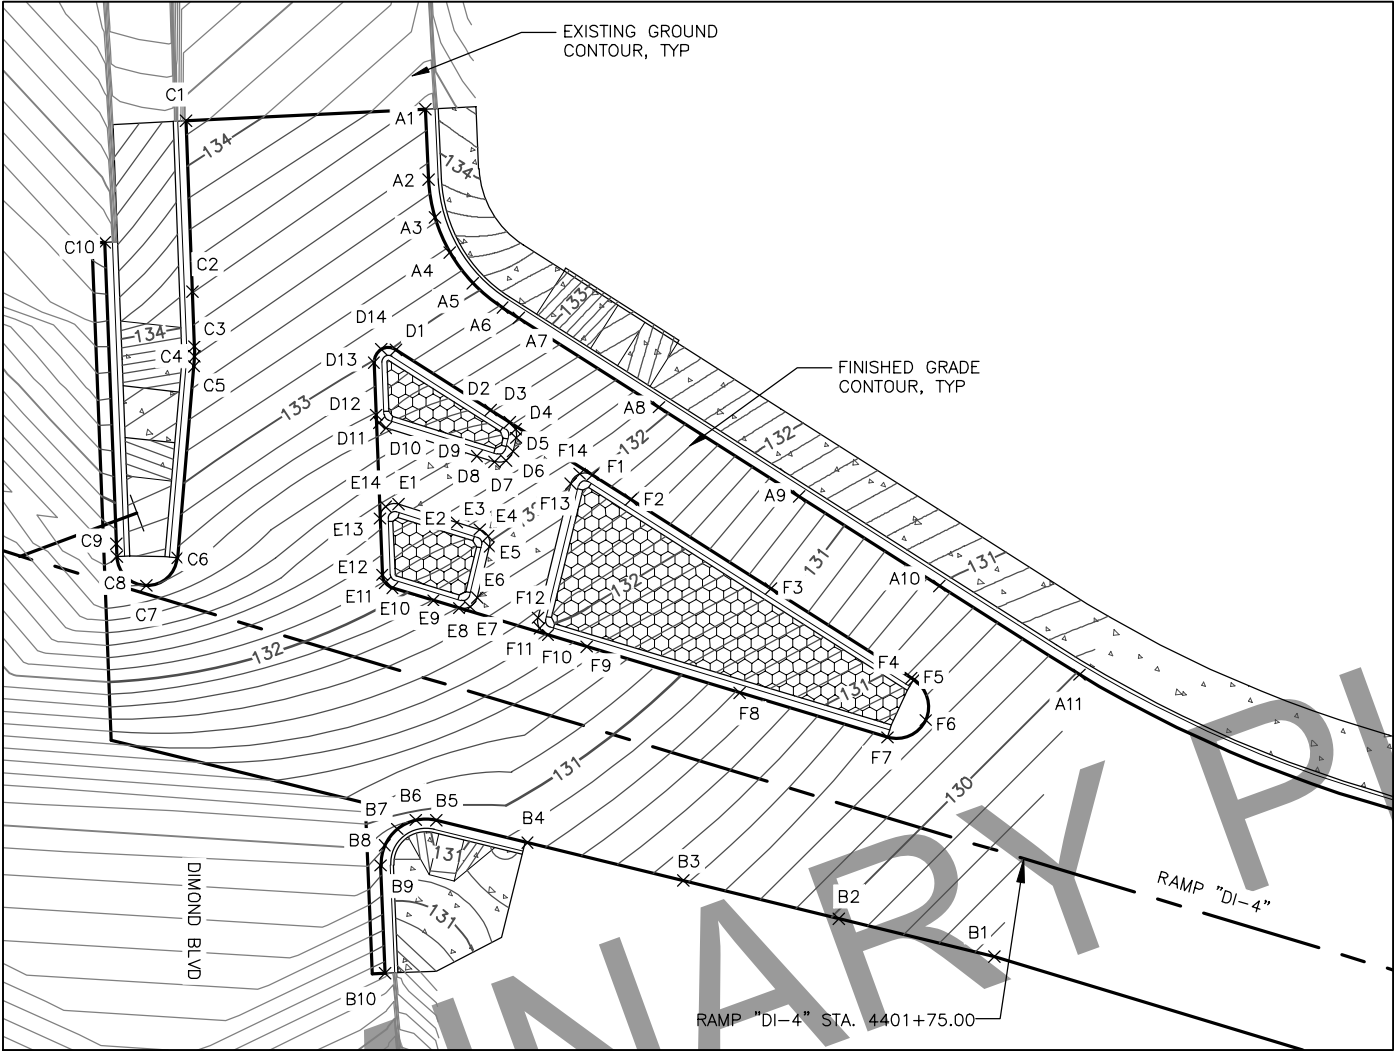 EXISTING GROUND
CONTOUR, TYP
C1
A1
134
134
A2
A3
C10
A4
C2
A5
133
A6
D14
D1
C3
134
A7
D13
C4
FINISHED GRADE
CONTOUR, TYP
C5
D2
D3
A8
133
D12
D4
132
132
D11
D10
D9
D5
D8
D6
D7
F14
F1
E14
E1
F13
F2
A9
E13
E2
E3
E4
C9
E5
131
131
C6
C8
E12
E6
132
F3
A10
C7
E11
E10
F12
E9
E8
E7
F11
F10
132
F9
F4
F5
131
A11
F8
F6
F7
131
130
B7
B6
B5
B8
B4
131
B3
RAMP "DI-4"
DIMOND BLVD
B9
131
B2
B1
B10
RAMP "DI-4" STA. 4401+75.00
INARY PL